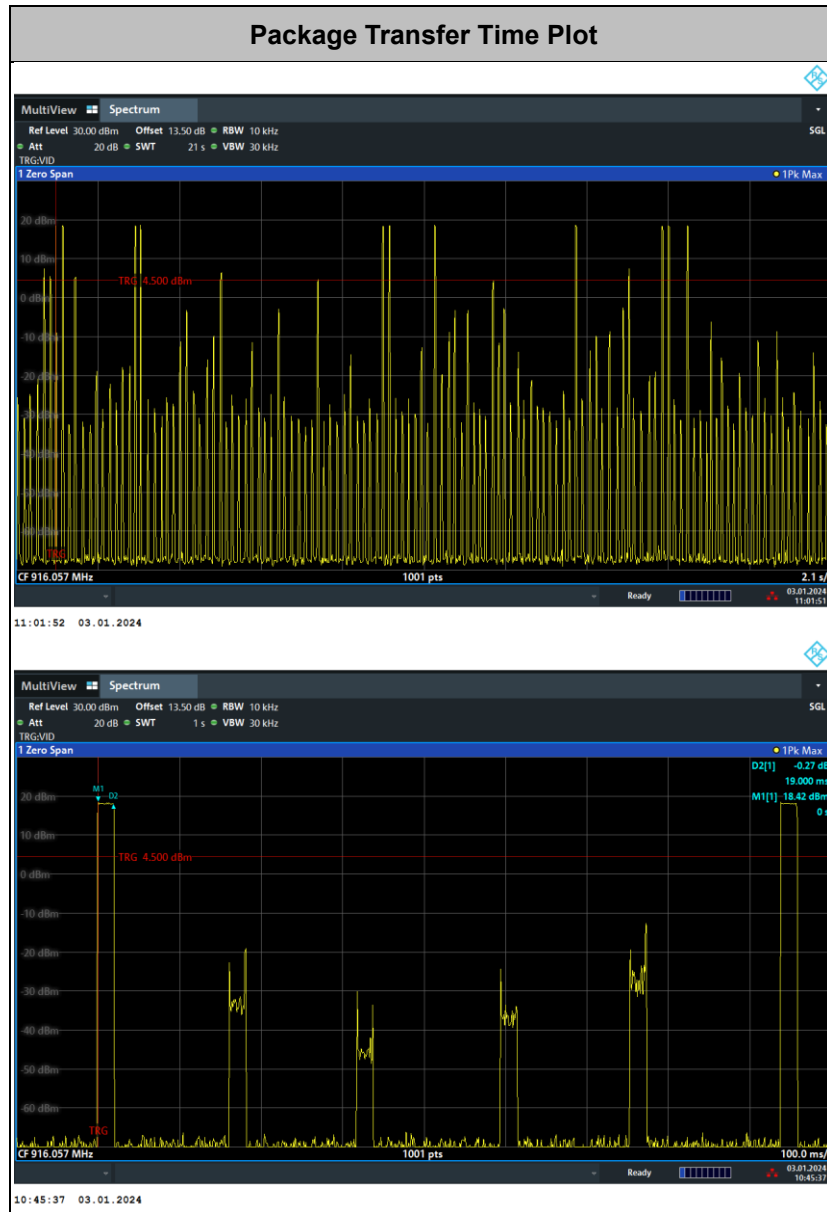 Package Transfer Time Plot
MultiView Spectrum
Ref Level 30.00 dBm Offset 13.50 dB RBW 10 kHz SGL
Att 20 dB SWT 21 s VBW 30 kHz
TRG:VID
1 Zero Span 1Pk Max
20 dBm
10 dBm
TRG 4.500 dBm
0 dBm
-10 dBm
-20 dBm
TRG
CF 916.057 MHz 1001 pts 2.1 s/
Ready 03.01.2024
11:01:51
11:01:52 03.01.2024
MultiView Spectrum
Ref Level 30.00 dBm Offset 13.50 dB RBW 10 kHz SGL
Att 20 dB SWT 1 s VBW 30 kHz
TRG:VID
1 Zero Span 1Pk Max
D2[1] -0.27 dB
19.000 ms
M1[1] 18.42 dBm
M1
D2
20 dBm
10 dBm
TRG 4.500 dBm
0 dBm
-10 dBm
-20 dBm
-30 dBm
-40 dBm
-50 dBm
-60 dBm
TRG
CF 916.057 MHz 1001 pts 100.0 ms/
Ready 03.01.2024
10:45:37
10:45:37 03.01.2024